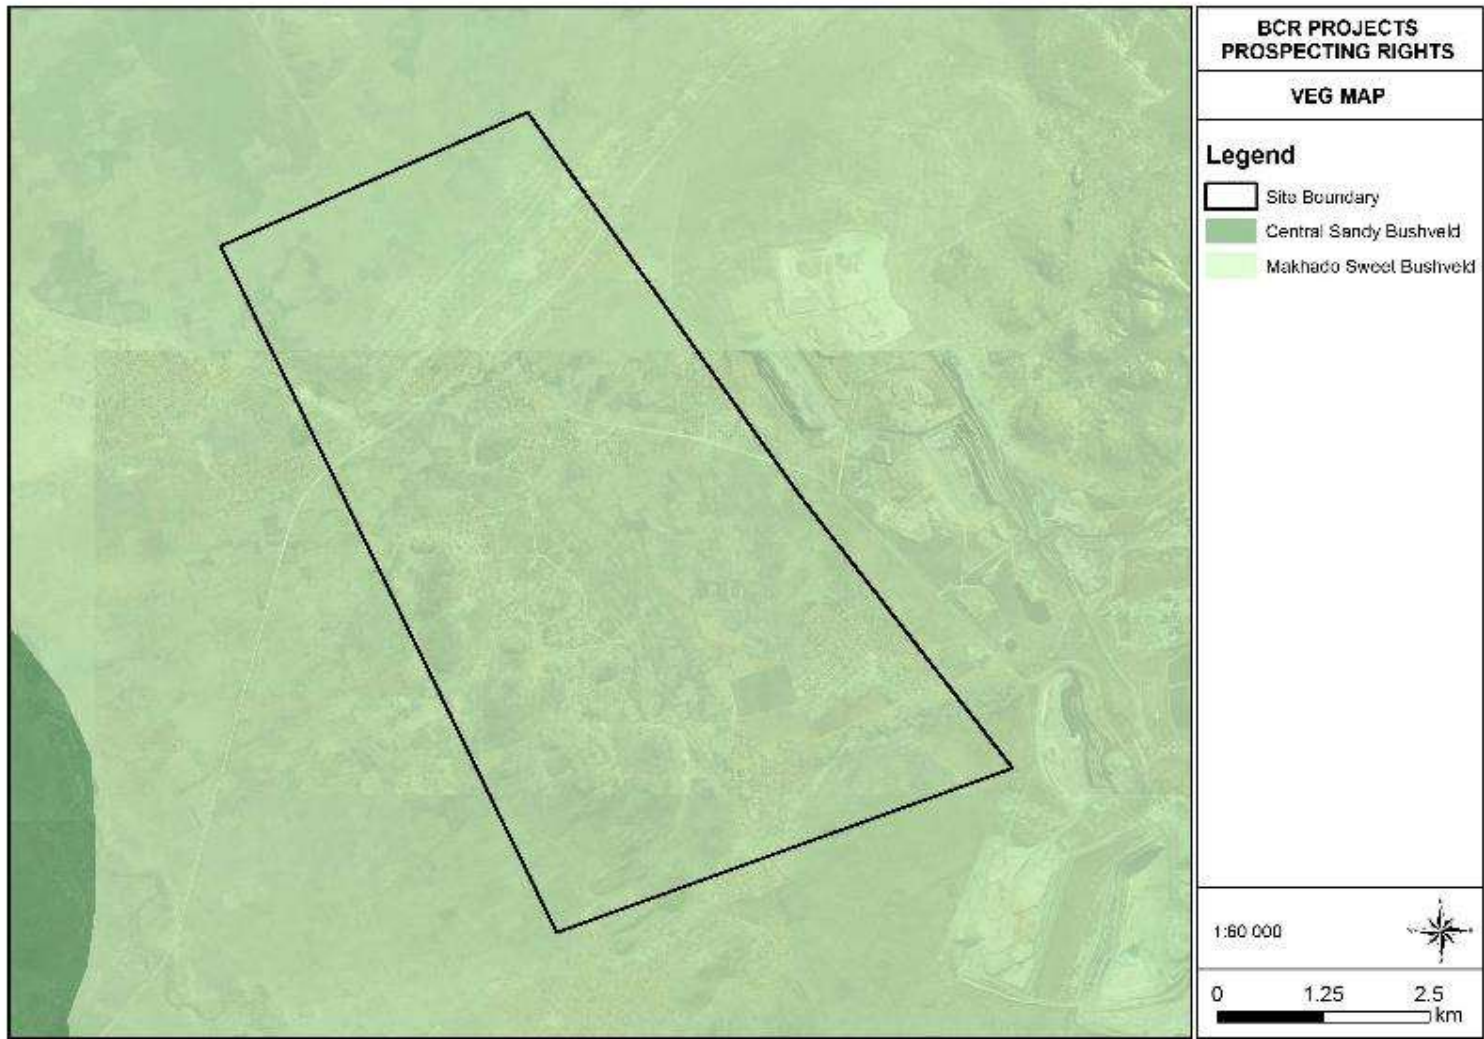 BCR PROJECTS
PROSPECTING RIGHTS
VEG MAP
Legend
Site Boundary
Central Sandy Bushveld
Makhado Sweet Bushveld
1:60 000
0 1.25 2.5
km